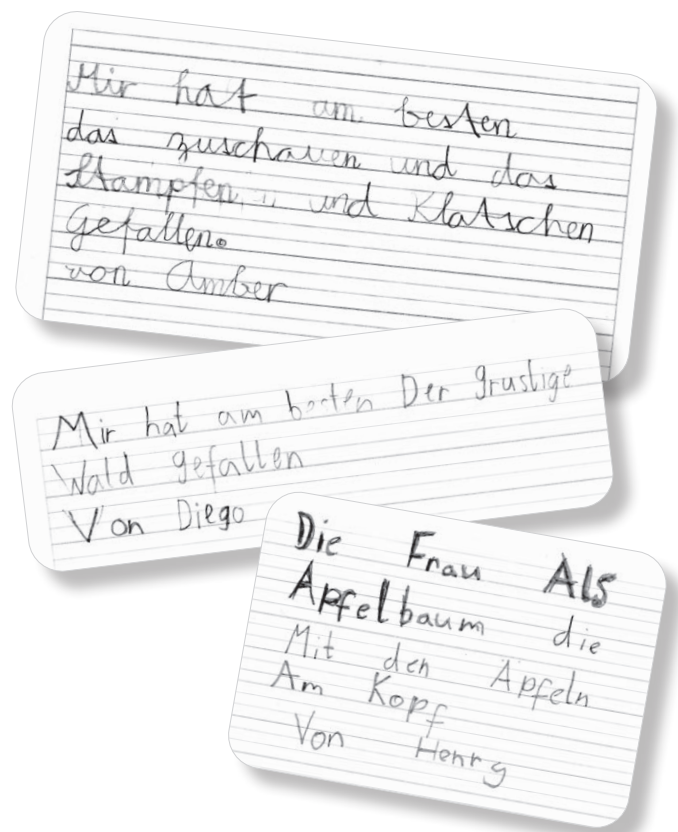 Mir hat am besten
das zuschauen und das
Stampfen und Klatschen
Gefallen.
von Amber
Mir hat am besten Der grustige
Wald gefallen
Von Diego
Die Frau Als
Apfelbaum die
Mit den Äpfeln
Am Kopf
Von Henry